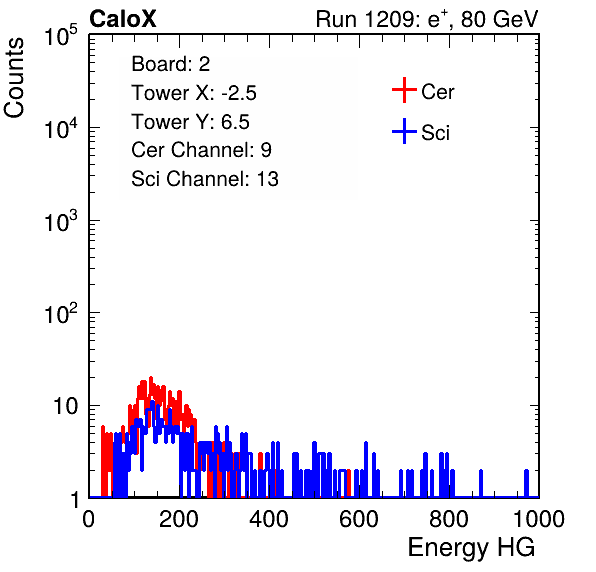 CaloX Run 1209: e⁺, 80 GeV
Counts
10⁵
Board: 2
Tower X: -2.5
Tower Y: 6.5
Cer Channel: 9
Sci Channel: 13
Cer
Sci
10⁴
10³
10²
10
1
0 200 400 600 800 1000
Energy HG